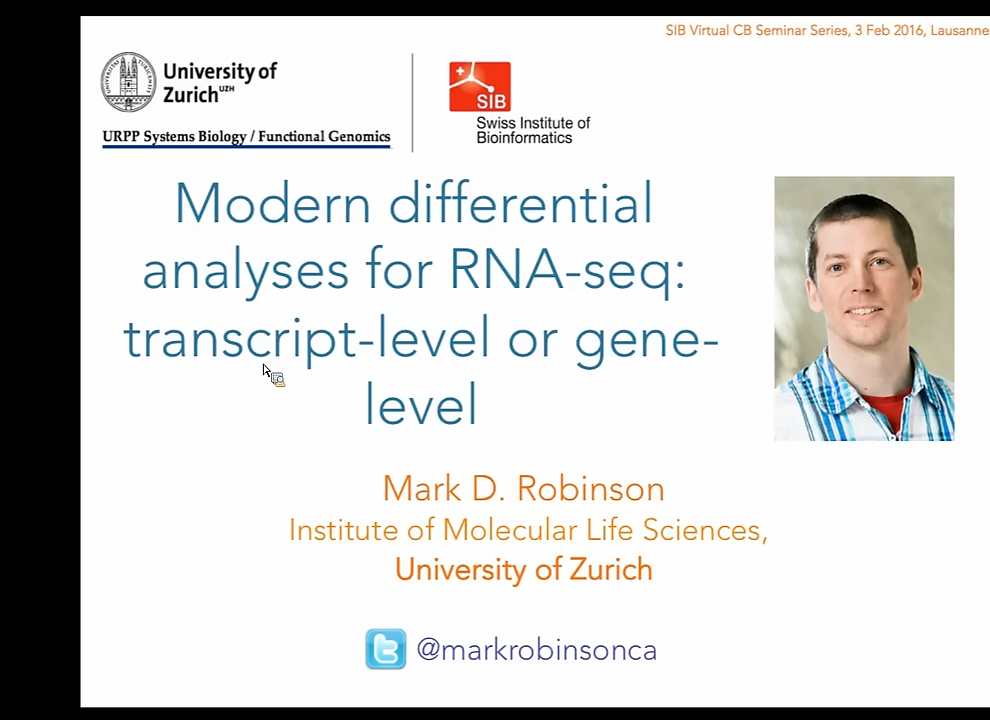 SIB Virtual CB Seminar Series, 3 Feb 2016, Lausanne
University of
Zurich UZH
URPP Systems Biology / Functional Genomics
SIB
Swiss Institute of
Bioinformatics
Modern differential
analyses for RNA-seq:
transcript-level or gene-
level
Mark D. Robinson
Institute of Molecular Life Sciences,
University of Zurich
@markrobinsonca